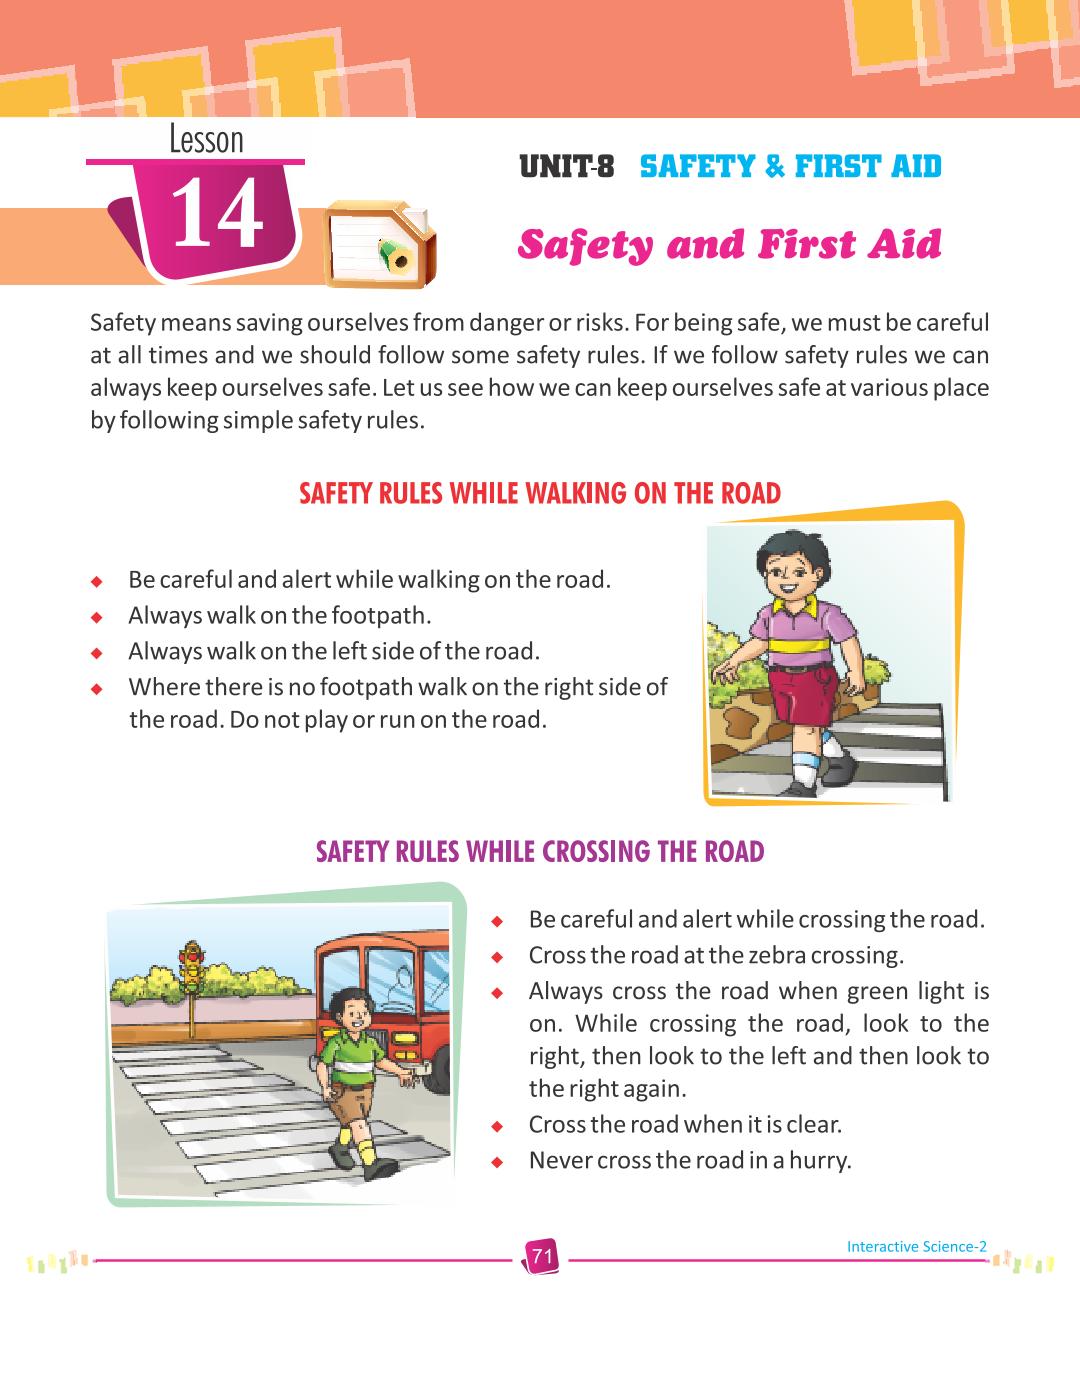 Lesson
14
UNIT-8 SAFETY & FIRST AID
Safety and First Aid
Safety means saving ourselves from danger or risks. For being safe, we must be careful
at all times and we should follow some safety rules. If we follow safety rules we can
always keep ourselves safe. Let us see how we can keep ourselves safe at various place
by following simple safety rules.
SAFETY RULES WHILE WALKING ON THE ROAD
◆ Be careful and alert while walking on the road.
◆ Always walk on the footpath.
◆ Always walk on the left side of the road.
◆ Where there is no footpath walk on the right side of
the road. Do not play or run on the road.
SAFETY RULES WHILE CROSSING THE ROAD
◆ Be careful and alert while crossing the road.
◆ Cross the road at the zebra crossing.
◆ Always cross the road when green light is
on. While crossing the road, look to the
right, then look to the left and then look to
the right again.
◆ Cross the road when it is clear.
◆ Never cross the road in a hurry.
71
Interactive Science-2